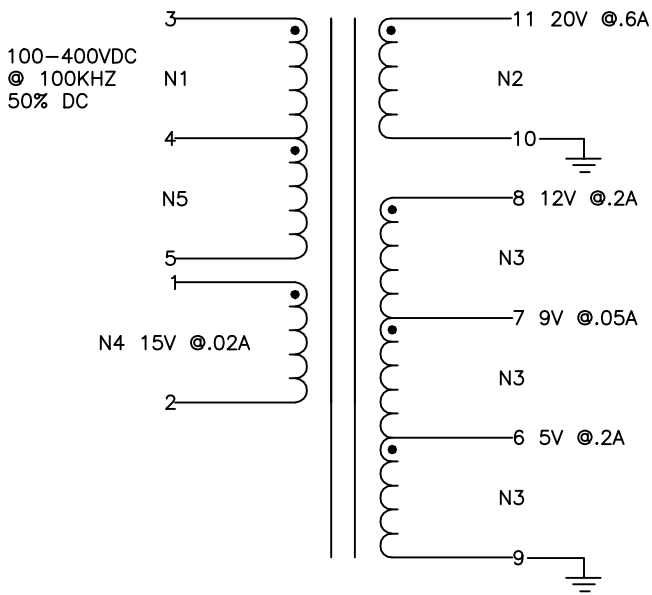 3
11 20V @.6A
100-400VDC
@ 100KHZ
50% DC
N1
N2
4
10
N5
8 12V @.2A
5
N3
1
7 9V @.05A
N4 15V @.02A
N3
2
6 5V @.2A
N3
9